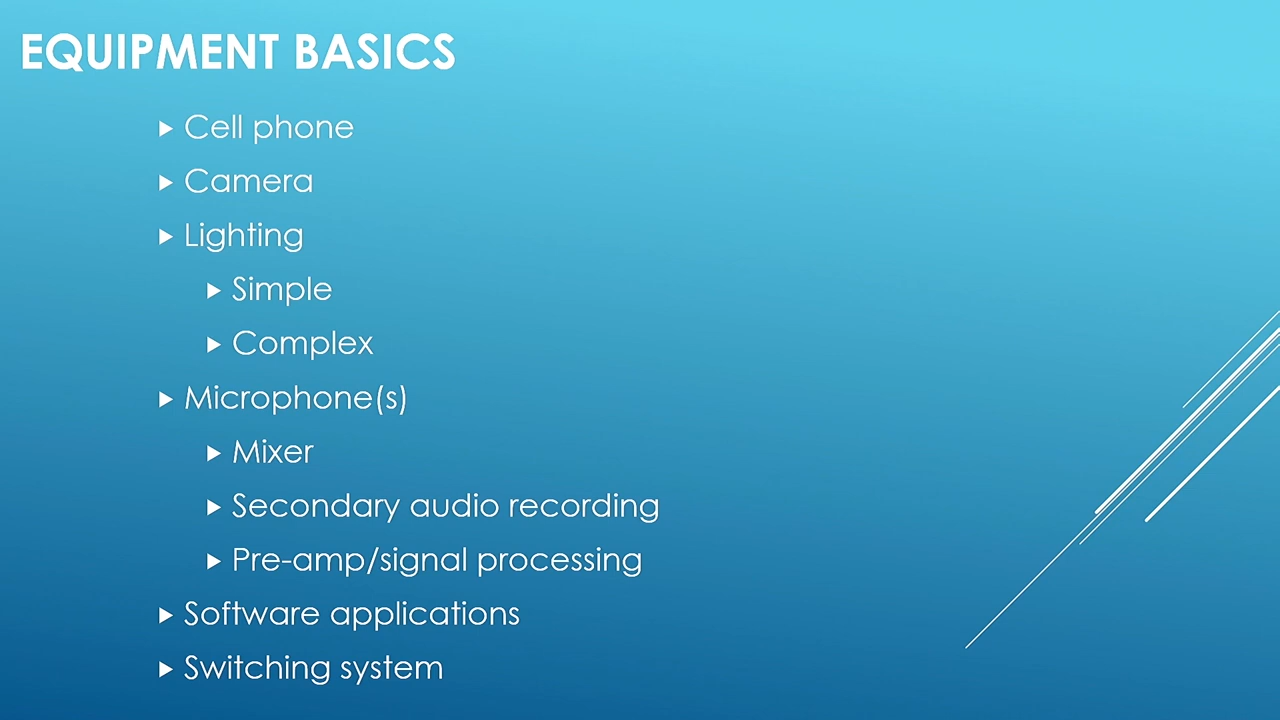 EQUIPMENT BASICS
Cell phone
Camera
Lighting
Simple
Complex
Microphone(s)
Mixer
Secondary audio recording
Pre-amp/signal processing
Software applications
Switching system